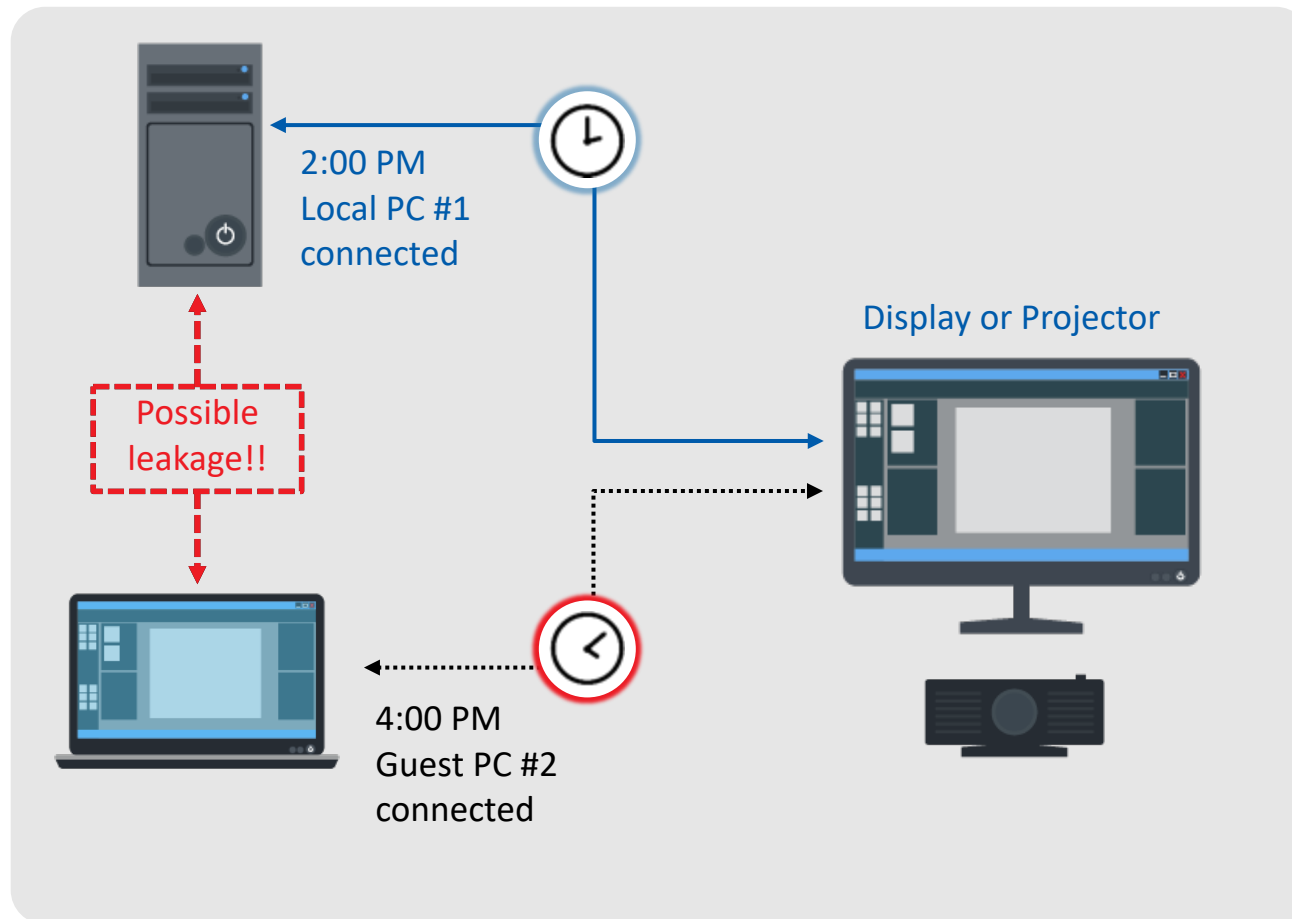 2:00 PM
Local PC #1
connected
Display or Projector
Possible
leakage!!
4:00 PM
Guest PC #2
connected